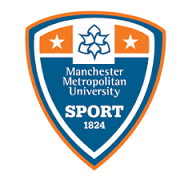 Manchester
Metropolitan
University
SPORT
1824